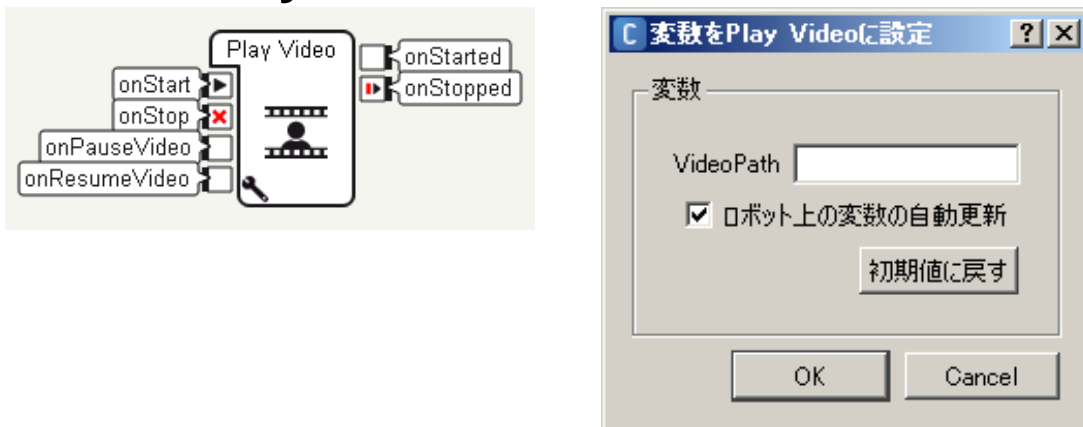 Play Video
onStart
onStop
onPauseVideo
onResumeVideo
onStarted
onStopped
変数をPlay Videoに設定
変数
VideoPath
ロボット上の変数の自動更新
初期値に戻す
OK
Cancel